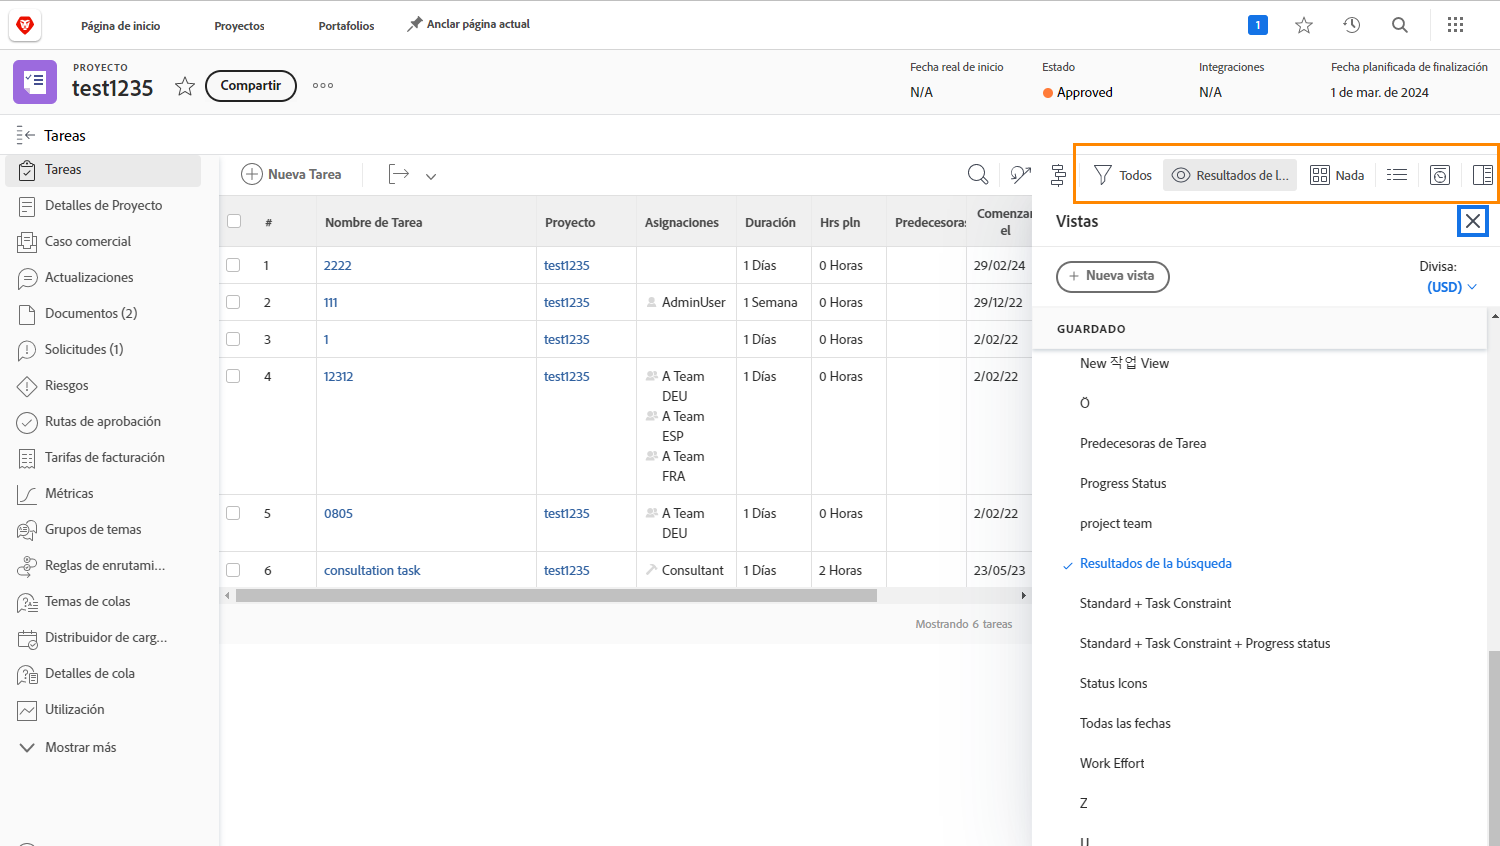 Página de inicio
Proyectos
Portafolios
Anclar página actual
1
PROYECTO
test1235
Compartir
Fecha real de inicio
N/A
Estado
Approved
Integraciones
N/A
Fecha planificada de finalización
1 de mar. de 2024
Tareas
Tareas
Detalles de Proyecto
Caso comercial
Actualizaciones
Documentos (2)
Solicitudes (1)
Riesgos
Rutas de aprobación
Tarifas de facturación
Métricas
Grupos de temas
Reglas de enrutami...
Temas de colas
Distribuidor de carg...
Detalles de cola
Utilización
Mostrar más
Nueva Tarea
Todos
Resultados de l...
Nada
# Nombre de Tarea Proyecto Asignaciones Duración Hrs pln Predecesoras Comenzar el
1 2222 test1235 1 Días 0 Horas 29/02/24
2 111 test1235 AdminUser 1 Semana 0 Horas 29/12/22
3 1 test1235 1 Días 0 Horas 2/02/22
4 12312 test1235 A Team 1 Días 0 Horas 2/02/22
DEU
A Team
ESP
A Team
FRA
5 0805 test1235 A Team 1 Días 0 Horas 2/02/22
DEU
6 consultation task test1235 Consultant 1 Días 2 Horas 23/05/23
Mostrando 6 tareas
Vistas
Nueva vista
Divisa:
(USD)
GUARDADO
New 작업 View
Ö
Predecesoras de Tarea
Progress Status
project team
Resultados de la búsqueda
Standard + Task Constraint
Standard + Task Constraint + Progress status
Status Icons
Todas las fechas
Work Effort
Z